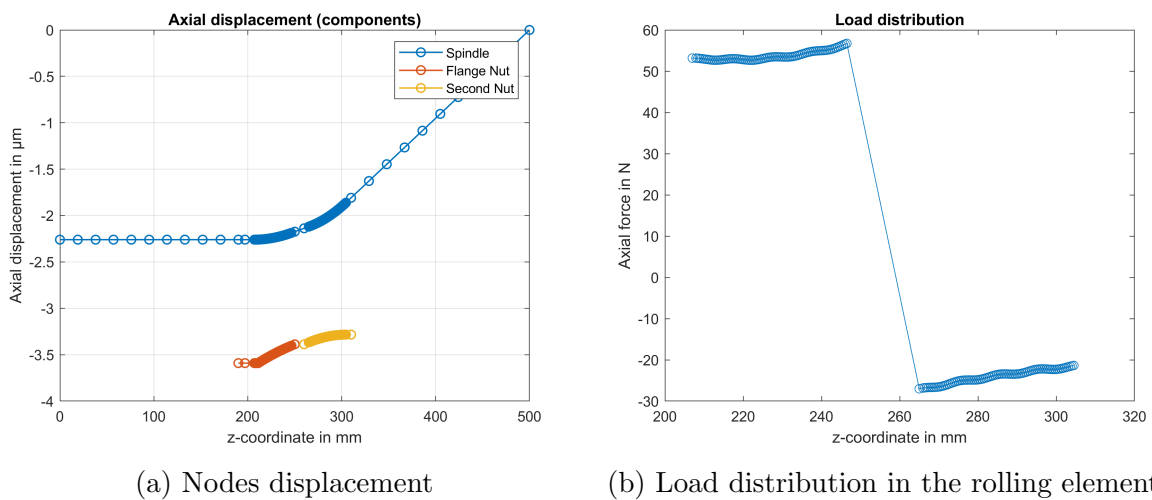 Axial displacement (components)
Axial displacement in µm
0
-0.5
-1
-1.5
-2
-2.5
-3
-3.5
-4
Spindle
Flange Nut
Second Nut
0 100 200 300 400 500
z-coordinate in mm
(a) Nodes displacement
Load distribution
Axial force in N
60
50
40
30
20
10
0
-10
-20
-30
200 220 240 260 280 300 320
z-coordinate in mm
(b) Load distribution in the rolling element